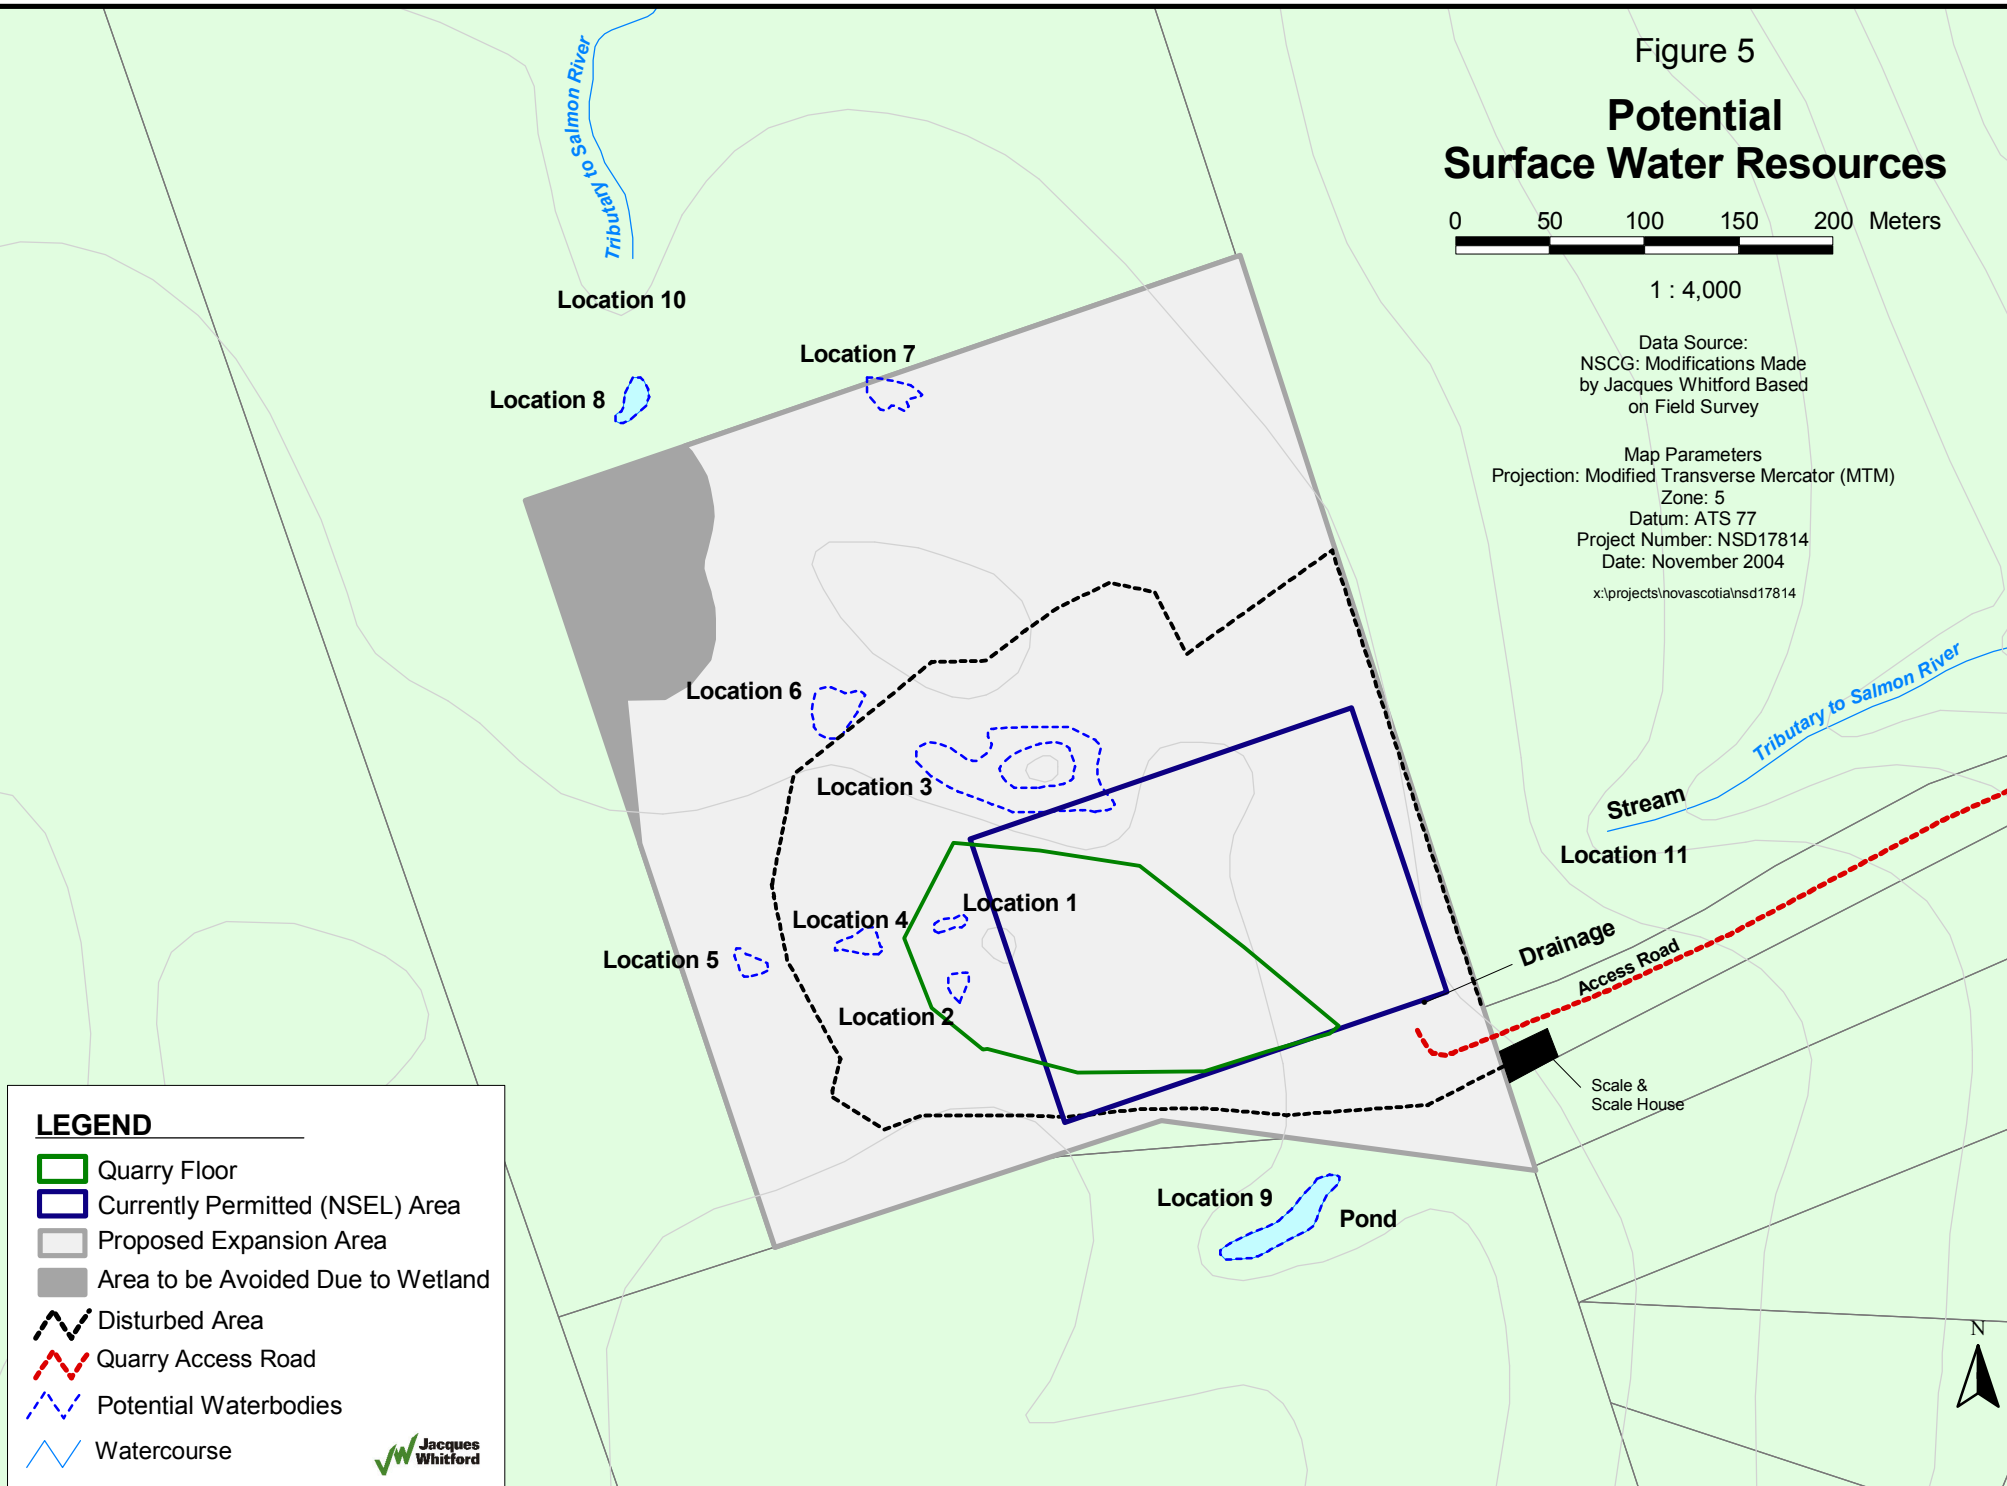 Figure 5
Potential
Surface Water Resources
0 50 100 150 200 Meters
1 : 4,000
Data Source:
NSCG: Modifications Made
by Jacques Whitford Based
on Field Survey
Map Parameters
Projection: Modified Transverse Mercator (MTM)
Zone: 5
Datum: ATS 77
Project Number: NSD17814
Date: November 2004
x:\projects\novascotia\nsd17814
Tributary to Salmon River
Location 10
Location 7
Location 8
Location 6
Location 3
Location 1
Location 4
Location 5
Location 2
Tributary to Salmon River
Stream
Location 11
Drainage
Access Road
Scale &
Scale House
Location 9
Pond
N
LEGEND
Quarry Floor
Currently Permitted (NSEL) Area
Proposed Expansion Area
Area to be Avoided Due to Wetland
Disturbed Area
Quarry Access Road
Potential Waterbodies
Watercourse
Jacques
Whitford